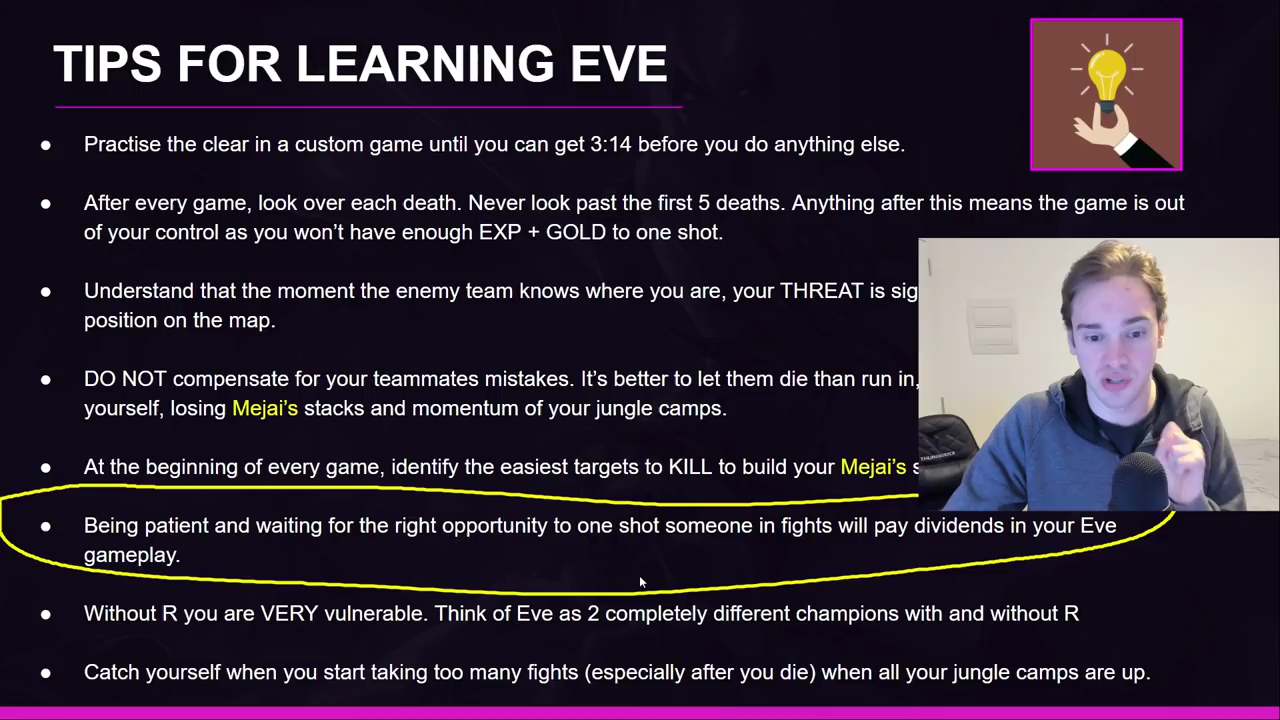 TIPS FOR LEARNING EVE
● Practise the clear in a custom game until you can get 3:14 before you do anything else.
● After every game, look over each death. Never look past the first 5 deaths. Anything after this means the game is out
of your control as you won’t have enough EXP + GOLD to one shot.
● Understand that the moment the enemy team knows where you are, your THREAT is
position on the map.
● DO NOT compensate for your teammates mistakes. It’s better to let them die than run in,
yourself, losing Mejai’s stacks and momentum of your jungle camps.
● At the beginning of every game, identify the easiest targets to KILL to build your Mejai’s
● Being patient and waiting for the right opportunity to one shot someone in fights will pay dividends in your Eve
gameplay.
● Without R you are VERY vulnerable. Think of Eve as 2 completely different champions with and without R
● Catch yourself when you start taking too many fights (especially after you die) when all your jungle camps are up.